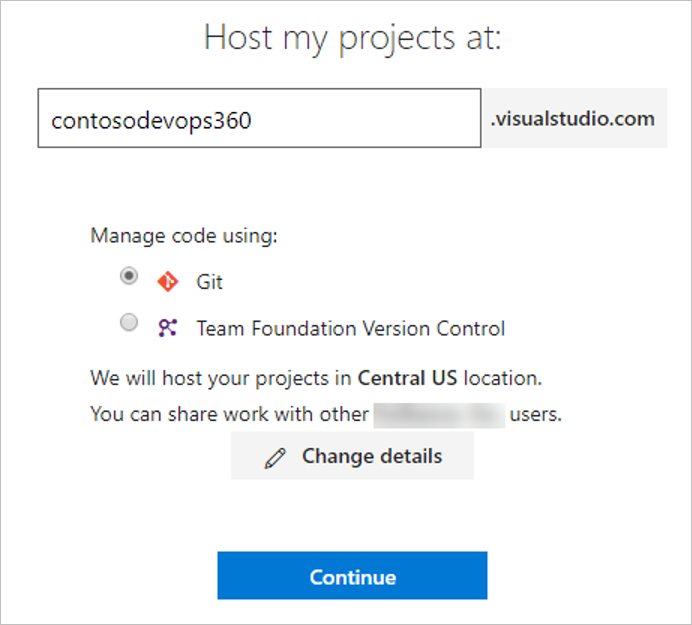 Host my projects at:
contosodevops360 .visualstudio.com
Manage code using:
Git
Team Foundation Version Control
We will host your projects in Central US location.
You can share work with other users.
Change details
Continue